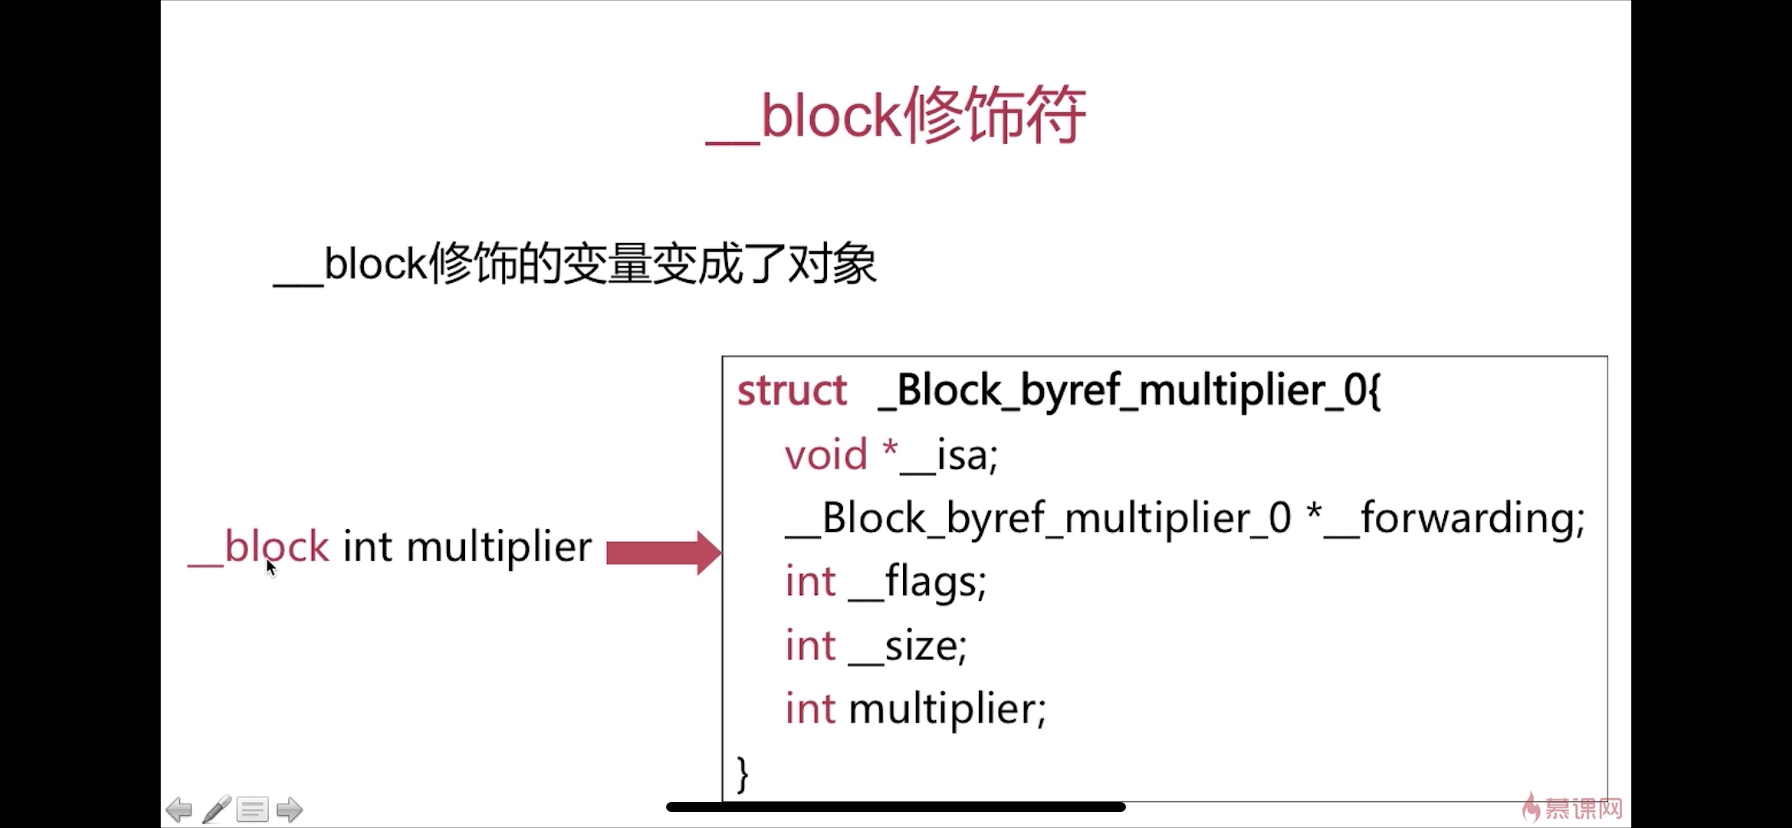 __block修饰符
__block修饰的变量变成了对象
__block int multiplier
struct _Block_byref_multiplier_0{
void *__isa;
__Block_byref_multiplier_0 *__forwarding;
int __flags;
int __size;
int multiplier;
}
慕课网